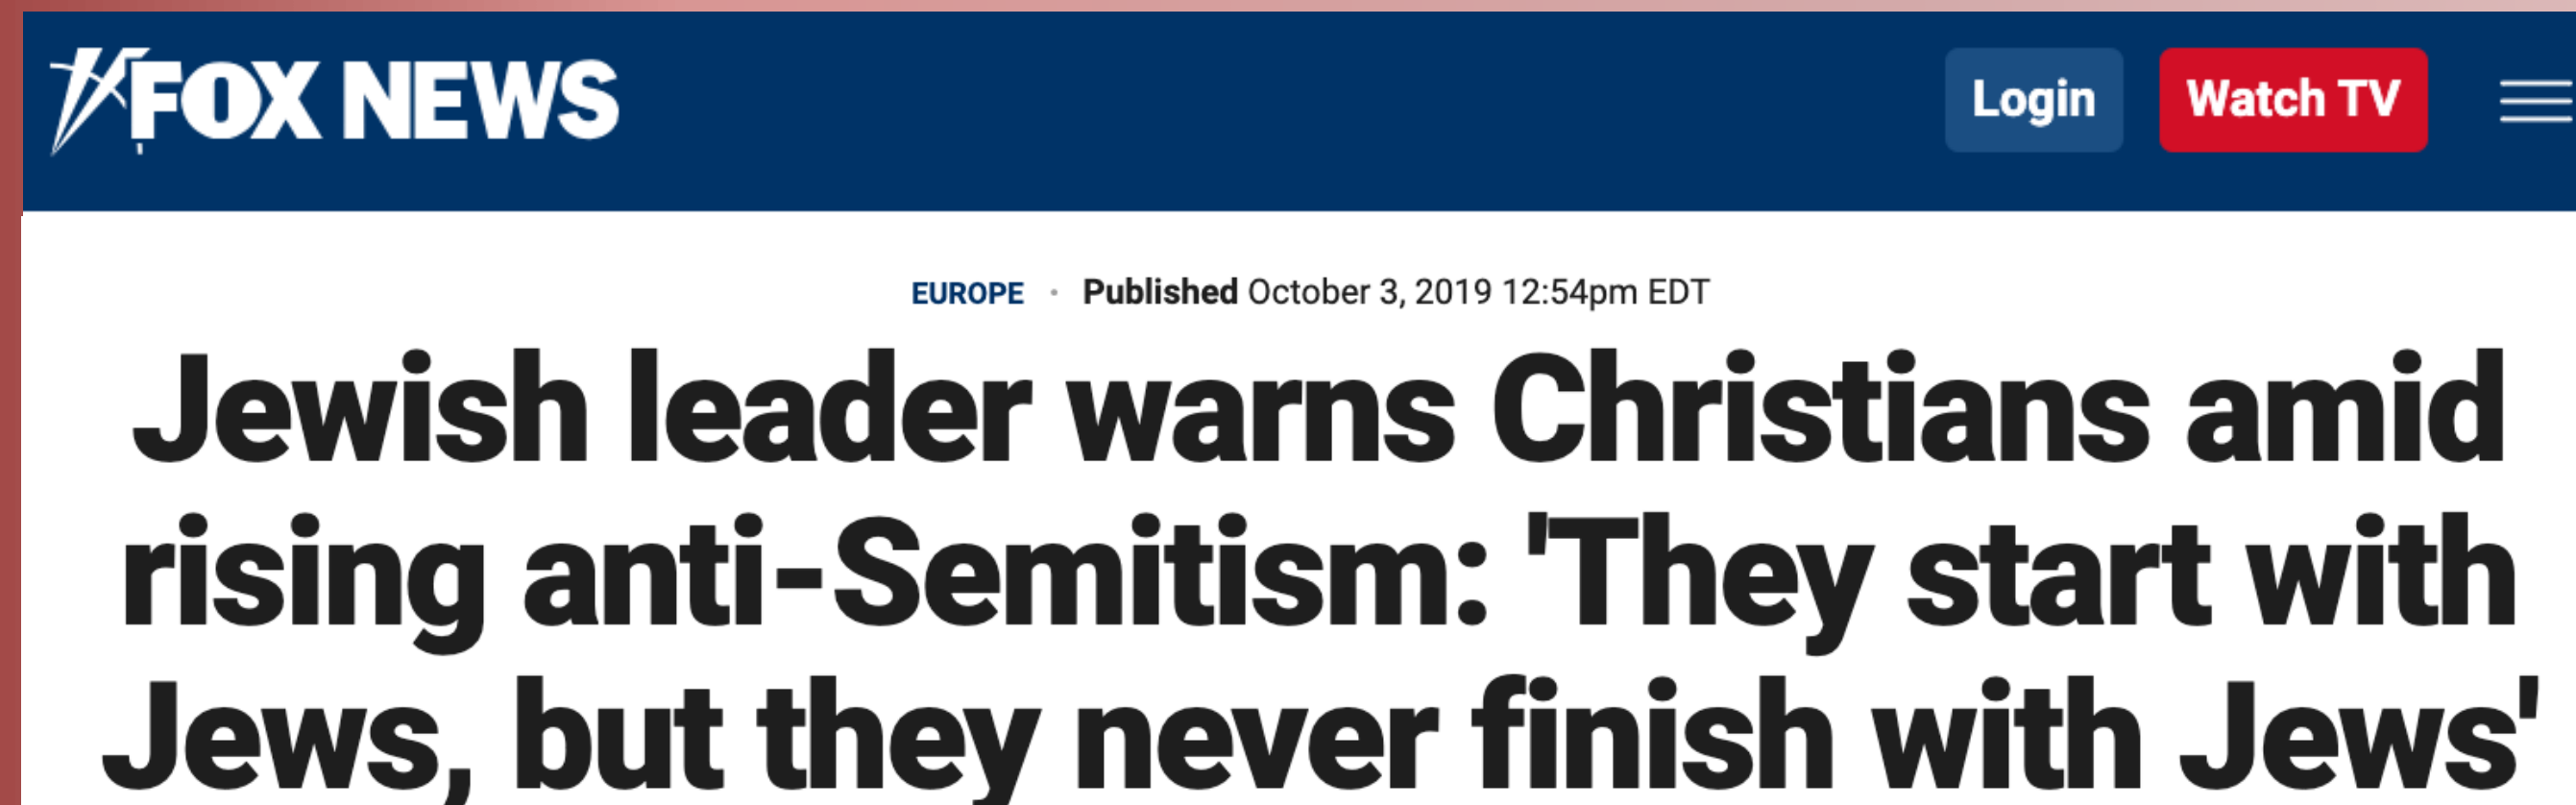 FOX NEWS
Login
Watch TV
EUROPE · Published October 3, 2019 12:54pm EDT
Jewish leader warns Christians amid
rising anti-Semitism: 'They start with
Jews, but they never finish with Jews'